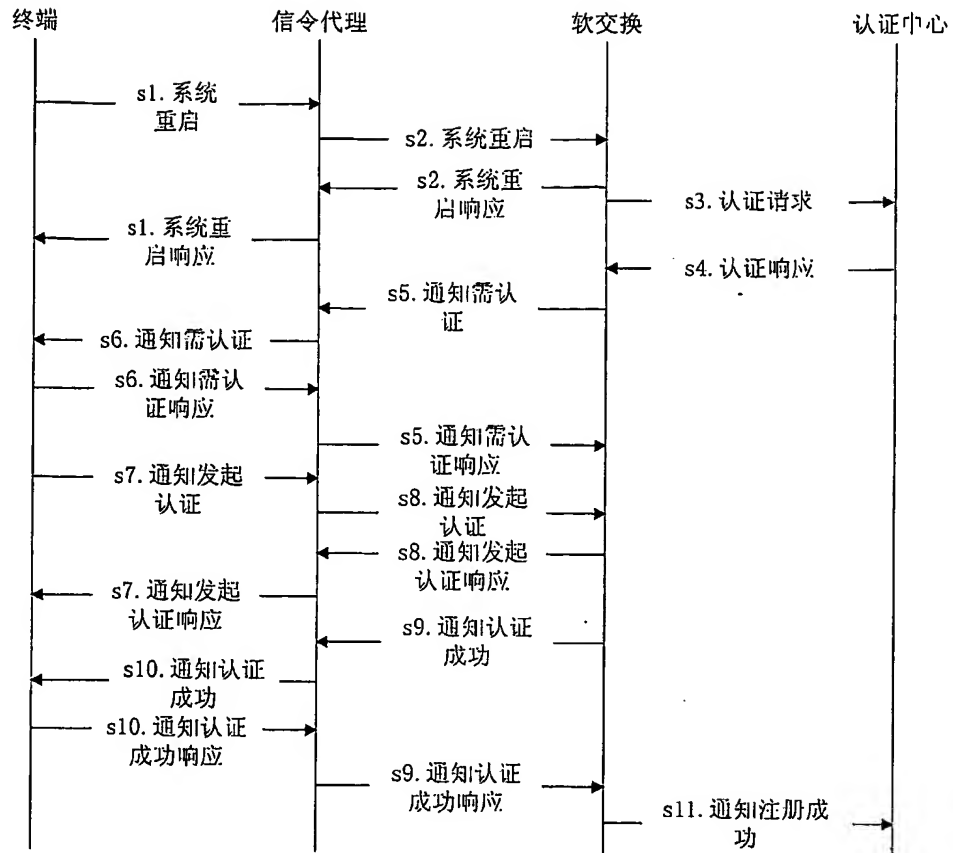 终端
信令代理
软交换
认证中心
s1.系统
重启
s2.系统重启
s2.系统重
启响应
s3.认证请求
s1.系统重
启响应
s4.认证响应
s5.通知需认
证
s6.通知需认证
s6.通知需认
证响应
s5.通知需认
证响应
s7.通知发起
认证
s8.通知发起
认证
s8.通知发起
认证响应
s7.通知发起
认证响应
s9.通知认证
成功
s10.通知认证
成功
s10.通知认证
成功响应
s9.通知认证
成功响应
s11.通知注册成
功